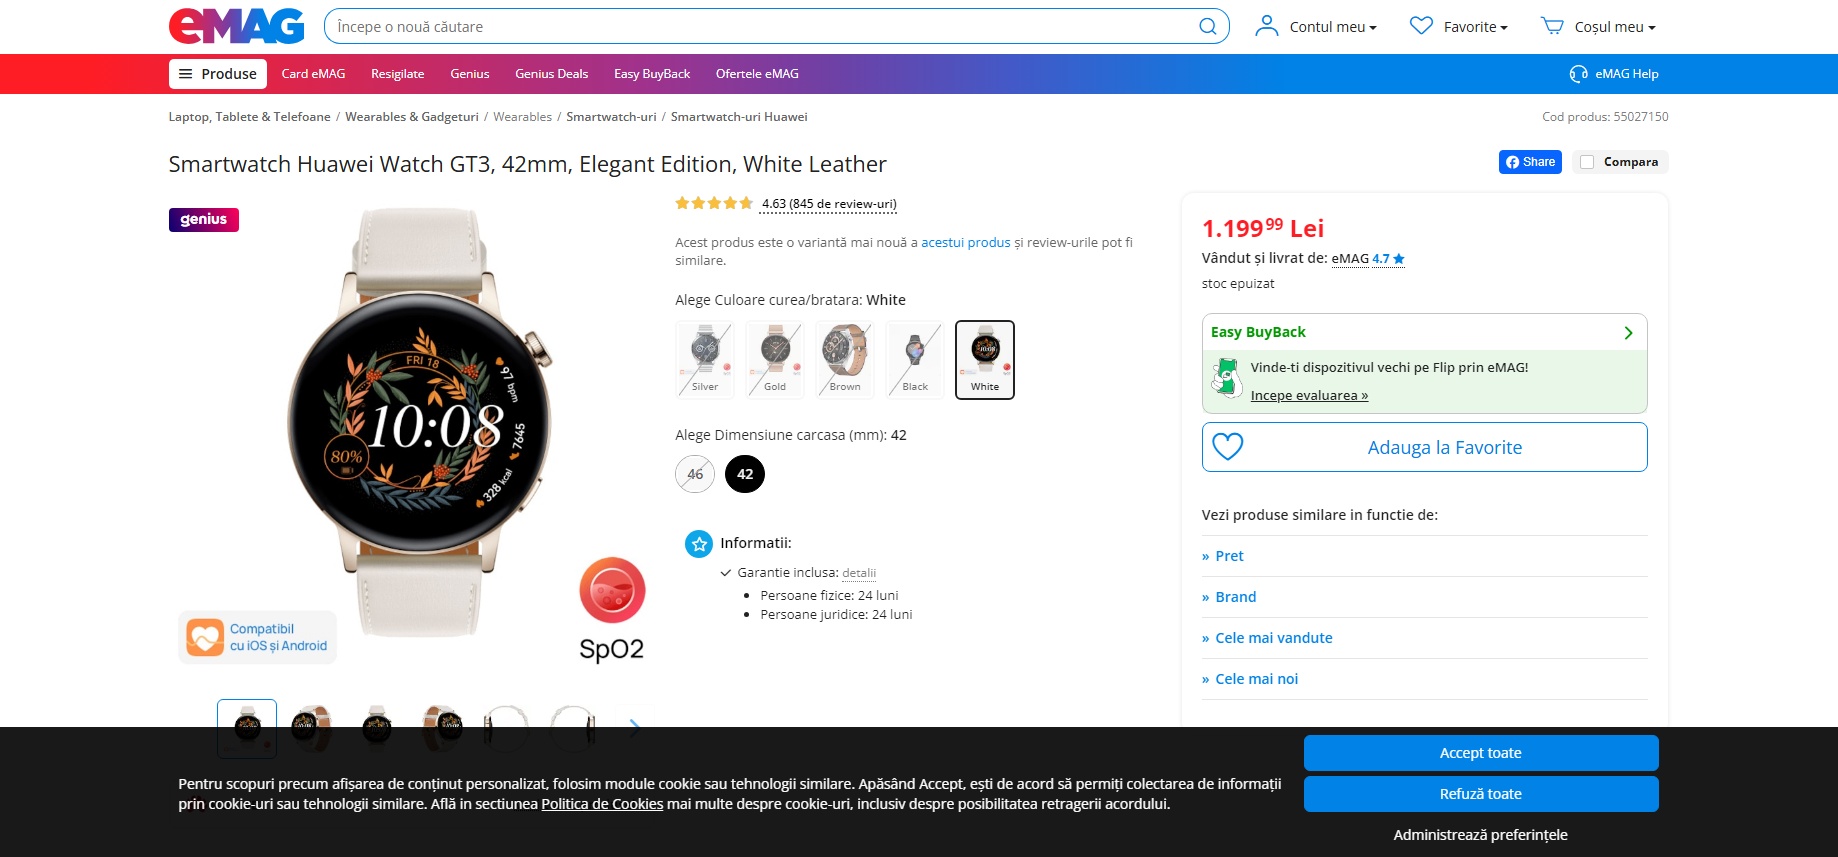 eMAG
Începe o nouă căutare
Contul meu
Favorite
Coșul meu
Produse
Card eMAG
Resigilate
Genius
Genius Deals
Easy BuyBack
Ofertele eMAG
eMAG Help
Laptop, Tablete & Telefoane / Wearables & Gadgeturi / Wearables / Smartwatch-uri / Smartwatch-uri Huawei
Cod produs: 55027150
Smartwatch Huawei Watch GT3, 42mm, Elegant Edition, White Leather
Share
Compara
genius
FRI 18
97 bpm
10:08
7645
80%
328 kcal
Compatibil
cu iOS și Android
SpO2
4.63 (845 de review-uri)
Acest produs este o variantă mai nouă a acestui produs și review-urile pot fi
similare.
Alege Culoare curea/bratara: White
Silver
Gold
Brown
Black
White
Alege Dimensiune carcasa (mm): 42
46
42
Informatii:
Garantie inclusa: detalii
Persoane fizice: 24 luni
Persoane juridice: 24 luni
1.199 99 Lei
Vândut și livrat de: eMAG 4.7
stoc epuizat
Easy BuyBack
Vinde-ti dispozitivul vechi pe Flip prin eMAG!
Incepe evaluarea »
Adauga la Favorite
Vezi produse similare in functie de:
» Pret
» Brand
» Cele mai vandute
» Cele mai noi
Pentru scopuri precum afișarea de conținut personalizat, folosim module cookie sau tehnologii similare. Apăsând Accept, ești de acord să permiți colectarea de informații
prin cookie-uri sau tehnologii similare. Află in sectiunea Politica de Cookies mai multe despre cookie-uri, inclusiv despre posibilitatea retragerii acordului.
Accept toate
Refuză toate
Administrează preferințele